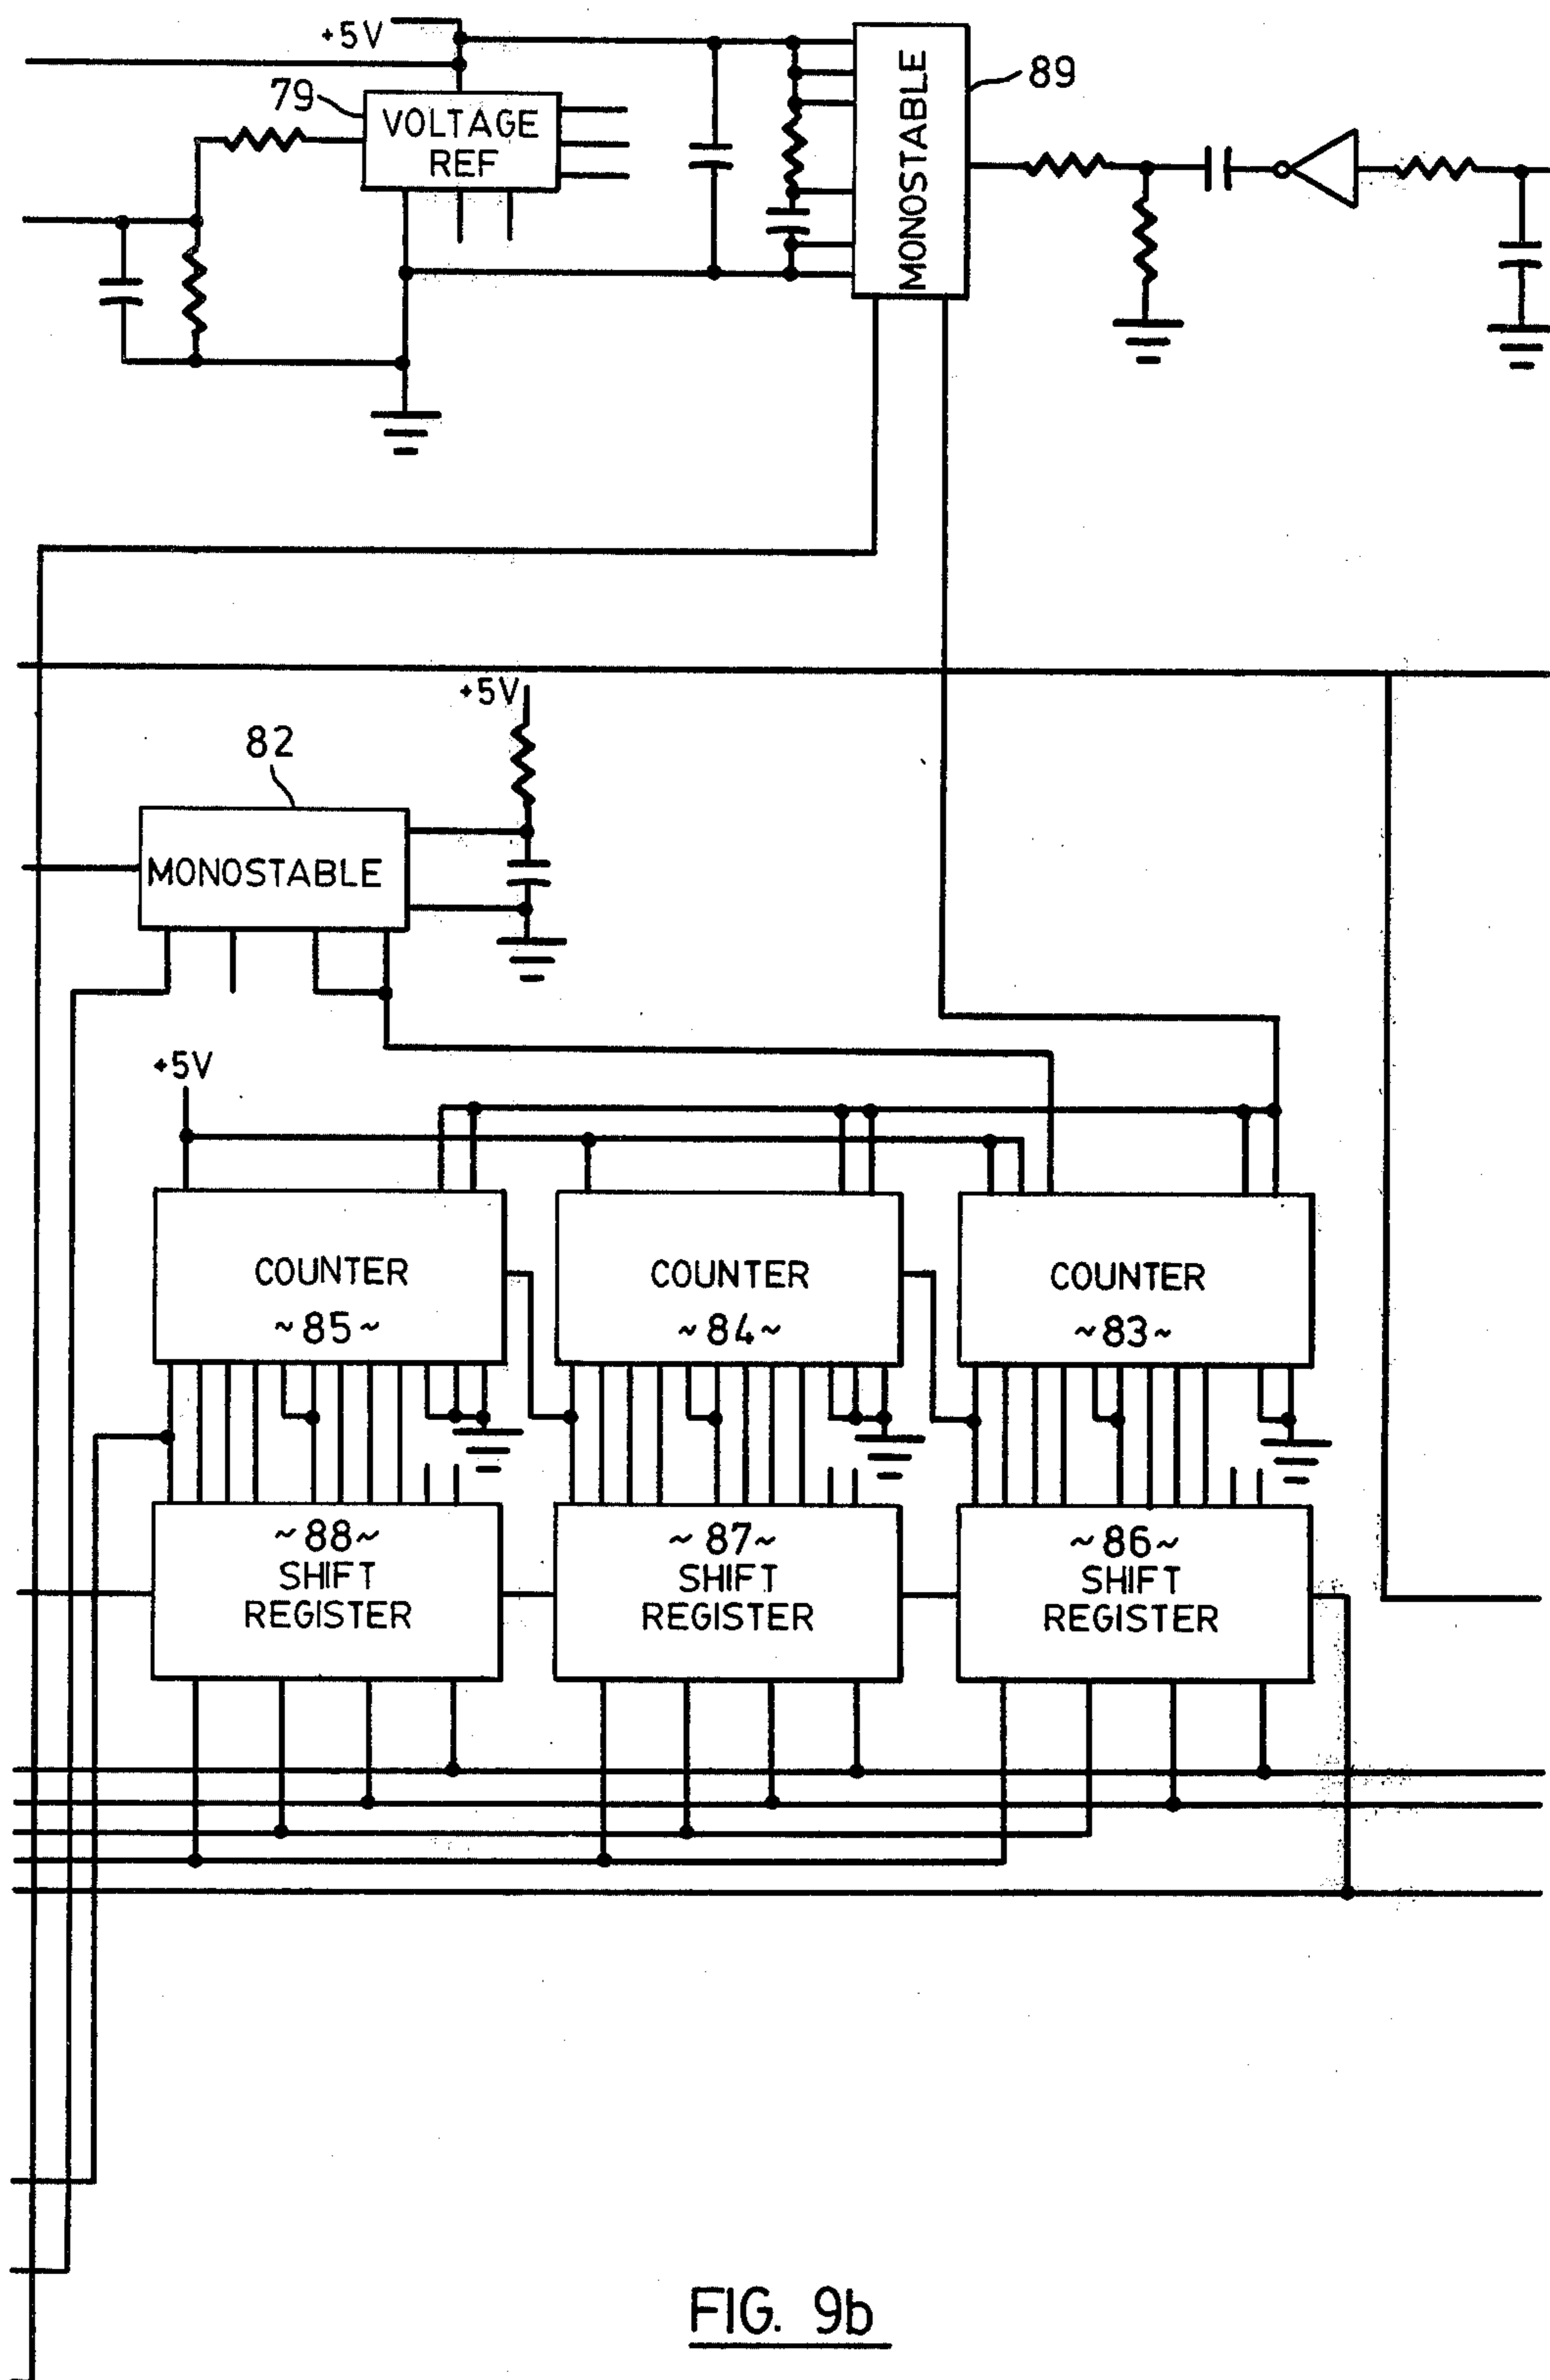 +5V
79
VOLTAGE
REF
MONOSTABLE
89
+5V
82
MONOSTABLE
+5V
COUNTER
~85~
COUNTER
~84~
COUNTER
~83~
~88~
SHIFT
REGISTER
~87~
SHIFT
REGISTER
~86~
SHIFT
REGISTER
FIG. 9b